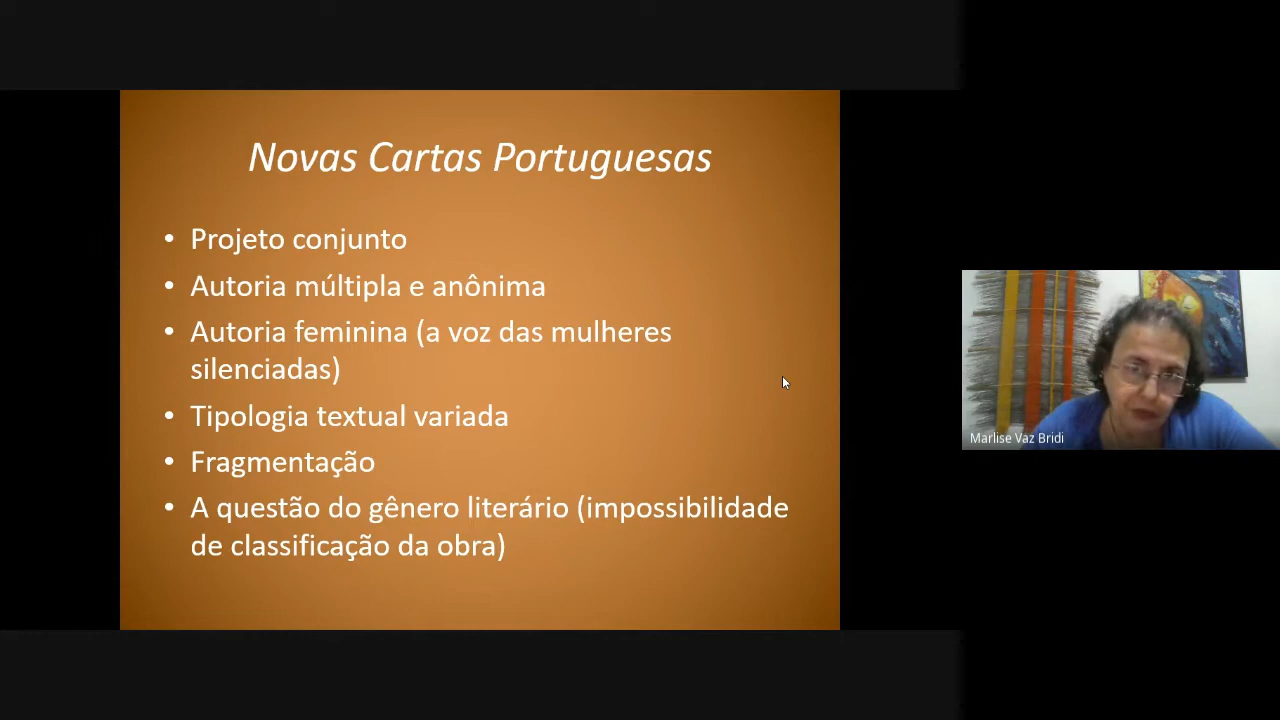 Novas Cartas Portuguesas
• Projeto conjunto
• Autoria múltipla e anônima
• Autoria feminina (a voz das mulheres
silenciadas)
• Tipologia textual variada
• Fragmentação
• A questão do gênero literário (impossibilidade
de classificação da obra)
Marlise Vaz Bridi